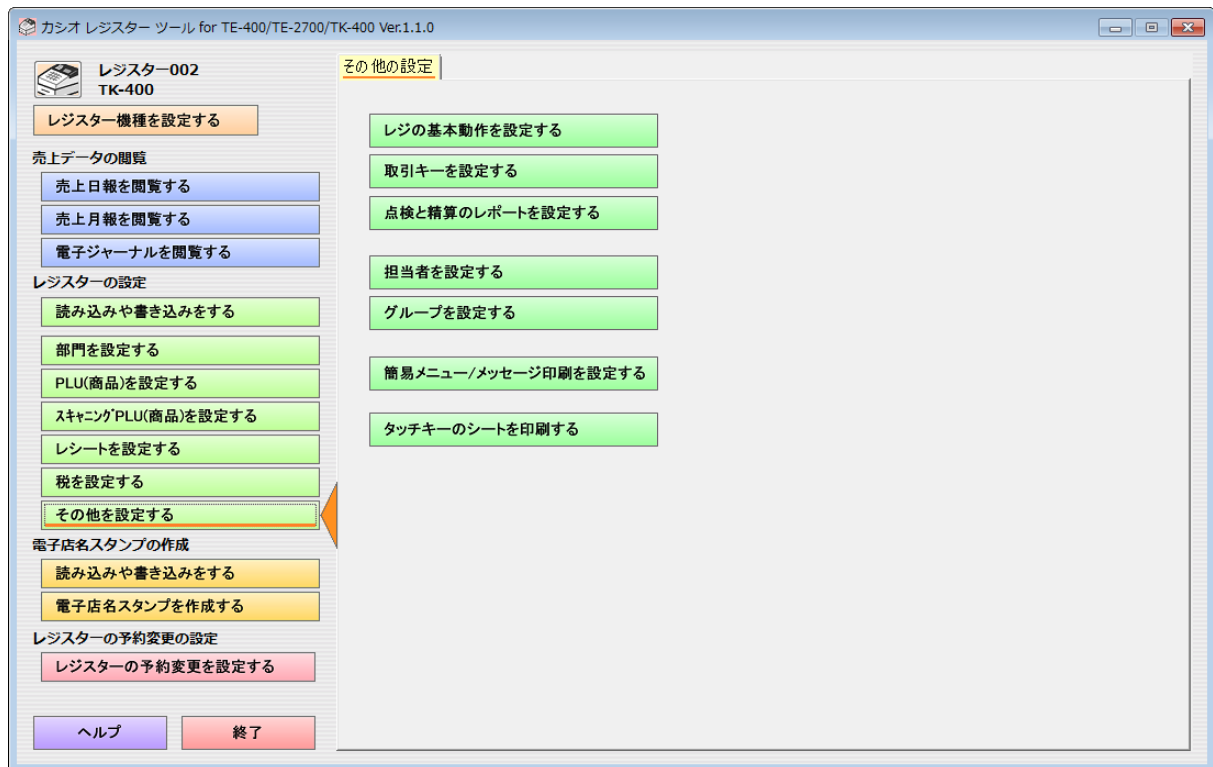 カシオ レジスター ツール for TE-400/TE-2700/TK-400 Ver.1.1.0
レジスター002
TK-400
レジスター機種を設定する
売上データの閲覧
売上日報を閲覧する
売上月報を閲覧する
電子ジャーナルを閲覧する
レジスターの設定
読み込みや書き込みをする
部門を設定する
PLU(商品)を設定する
ｽｷｬﾆﾝｸﾞPLU(商品)を設定する
レシートを設定する
税を設定する
その他を設定する
電子店名スタンプの作成
読み込みや書き込みをする
電子店名スタンプを作成する
レジスターの予約変更の設定
レジスターの予約変更を設定する
ヘルプ
終了
その他の設定
レジの基本動作を設定する
取引キーを設定する
点検と精算のレポートを設定する
担当者を設定する
グループを設定する
簡易メニュー/メッセージ印刷を設定する
タッチキーのシートを印刷する